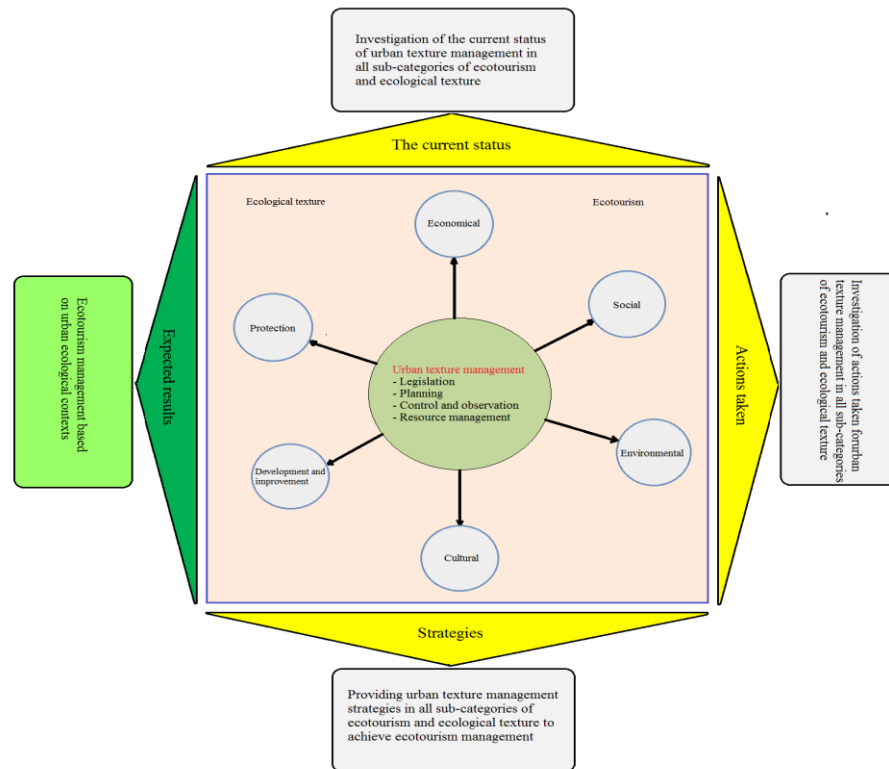 Investigation of the current status
of urban texture management in
all sub-categories of ecotourism
and ecological texture
The current status
Ecological texture
Ecotourism
Economical
Social
Protection
Urban texture management
- Legislation
- Planning
- Control and observation
- Resource management
Environmental
Development and
improvement
Cultural
Expected results
Ecotourism management based
on urban ecological contexts
Actions taken
Investigation of actions taken forurban
texture management in all sub-categories
of ecotourism and ecological texture
Strategies
Providing urban texture management
strategies in all sub-categories of
ecotourism and ecological texture to
achieve ecotourism management